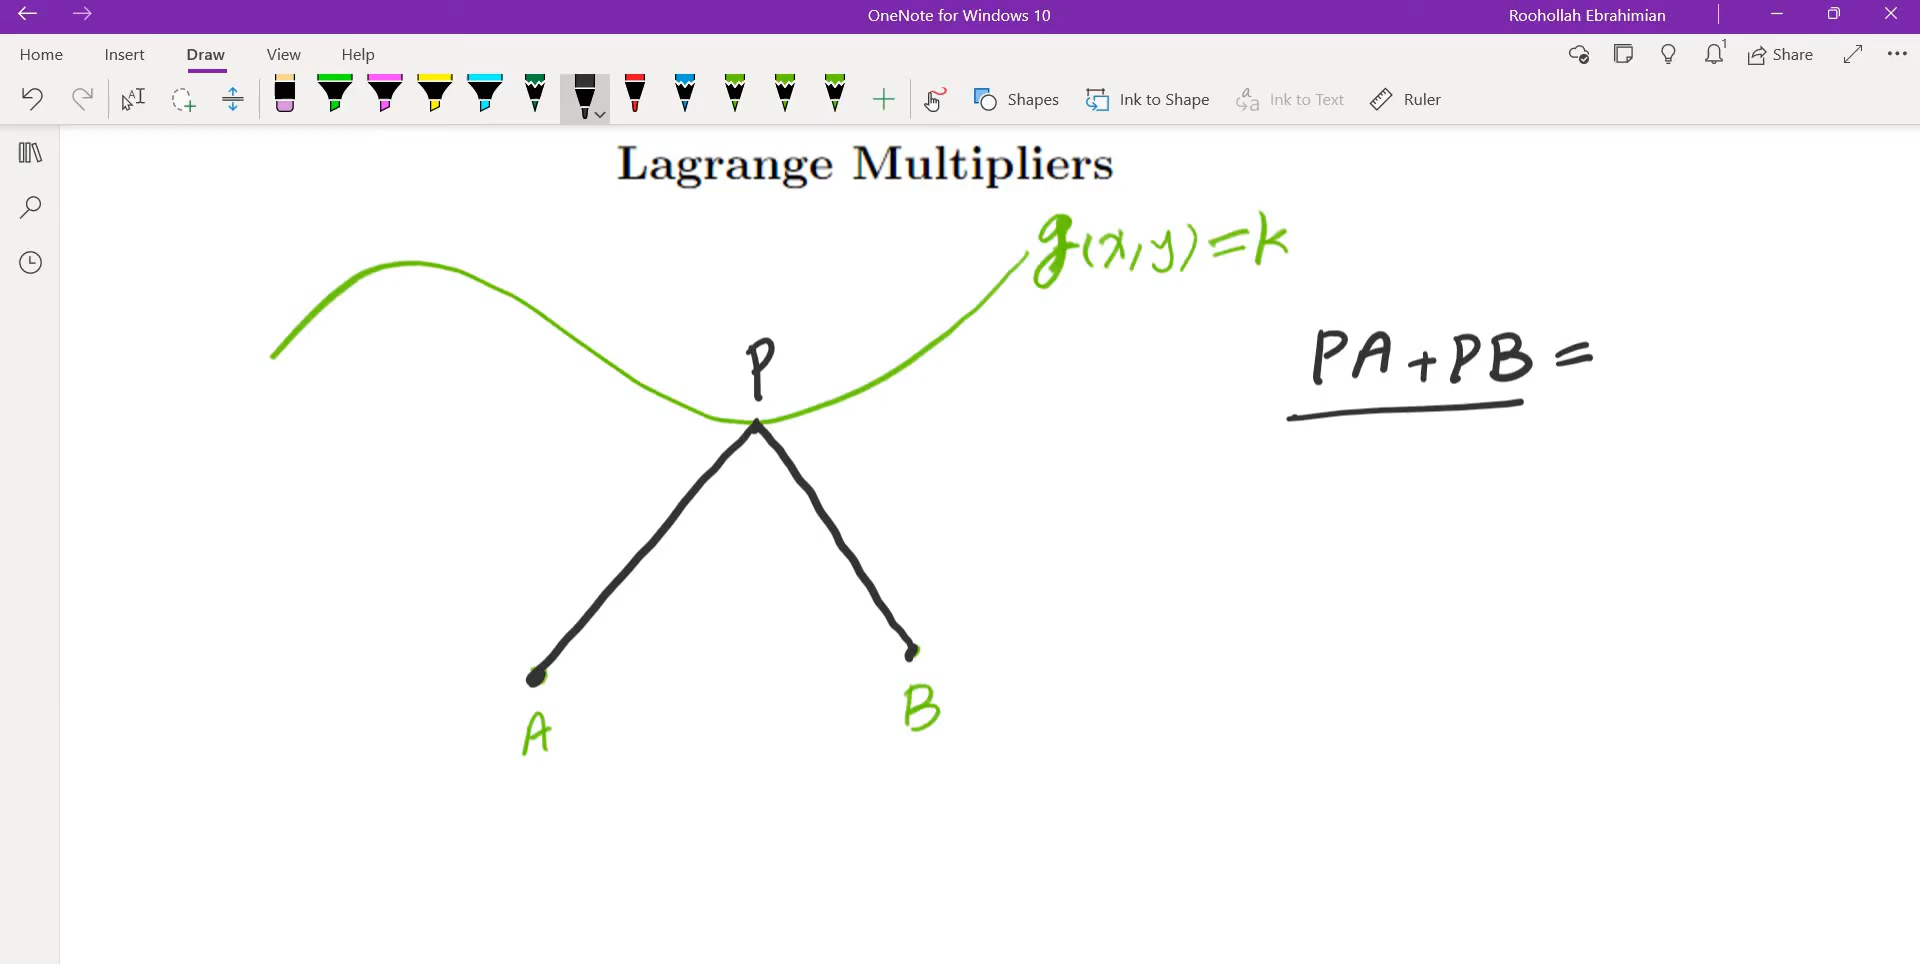 OneNote for Windows 10
Roohollah Ebrahimian
Home Insert Draw View Help
1
Share
Shapes
Ink to Shape
Ink to Text
Ruler
Lagrange Multipliers
g(x,y)=k
P
PA+PB=
A
B